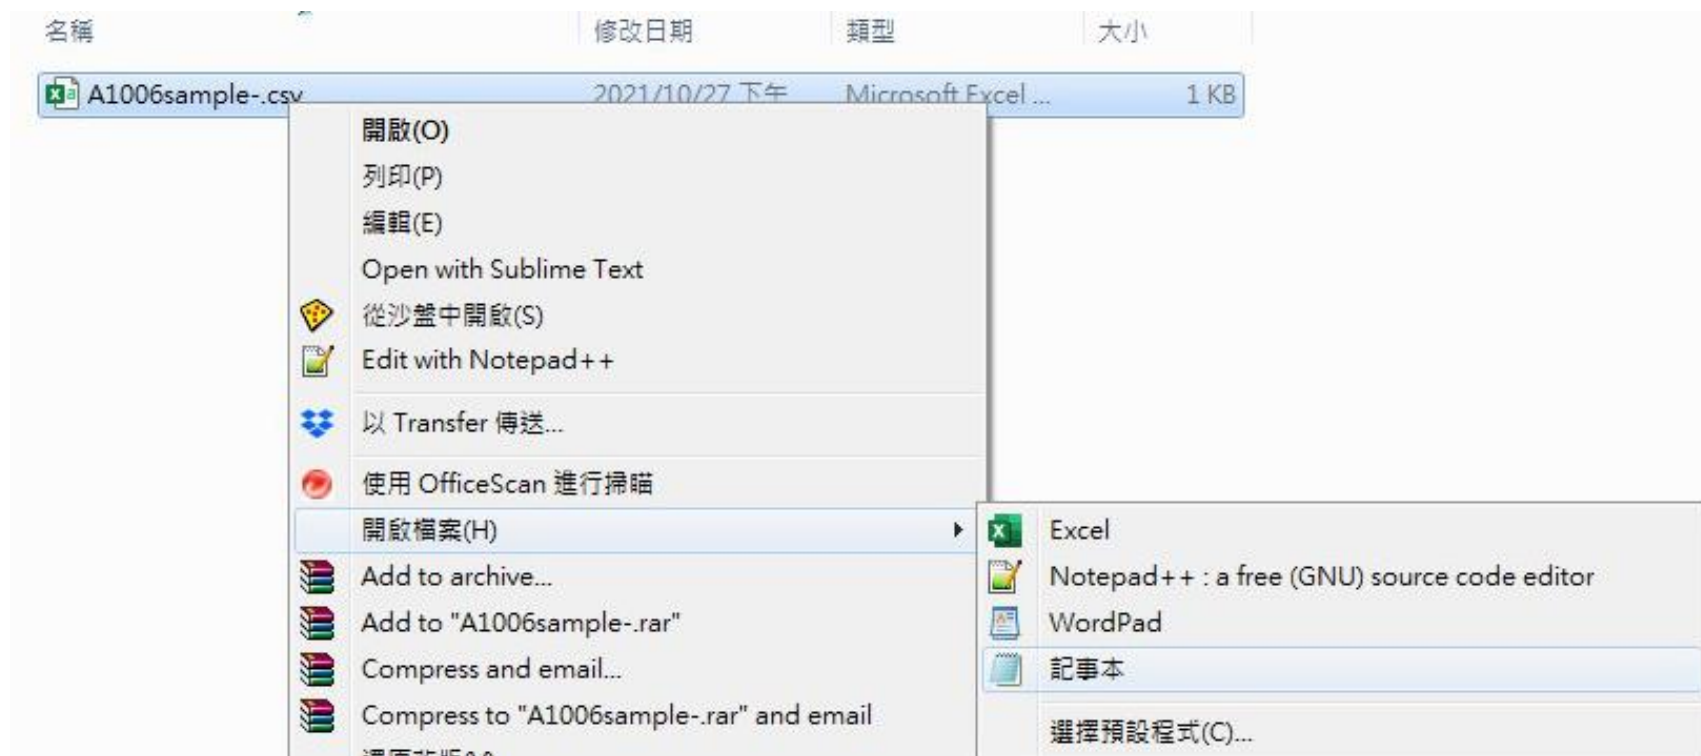 名稱 修改日期 類型 大小
A1006sample-.csv 2021/10/27 下午 Microsoft Excel ... 1 KB
開啟(O)
列印(P)
編輯(E)
Open with Sublime Text
從沙盤中開啟(S)
Edit with Notepad++
以 Transfer 傳送...
使用 OfficeScan 進行掃瞄
開啟檔案(H)
Excel
Add to archive...
Notepad++ : a free (GNU) source code editor
Add to "A1006sample-.rar"
WordPad
Compress and email...
記事本
Compress to "A1006sample-.rar" and email
選擇預設程式(C)...